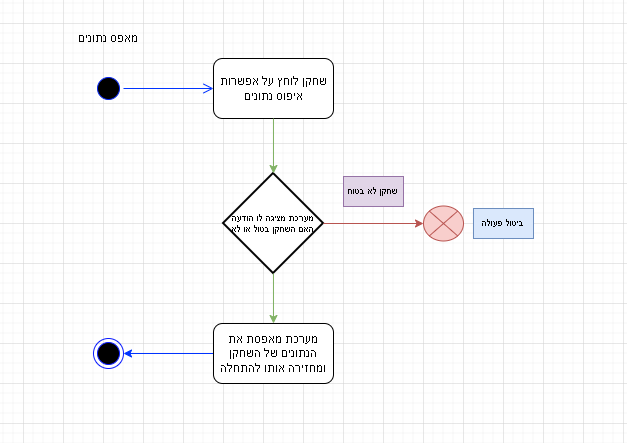 מאפס נתונים
שחקן לוחץ על אפשרות
איפוס נתונים
שחקן לא בטוח
מערכת מציגה לו הודעה
האם השחקן בטול או לא
ביטול פעולה
מערכת מאפסת את
הנתונים של השחקן
ומחזירה אותו להתחלה